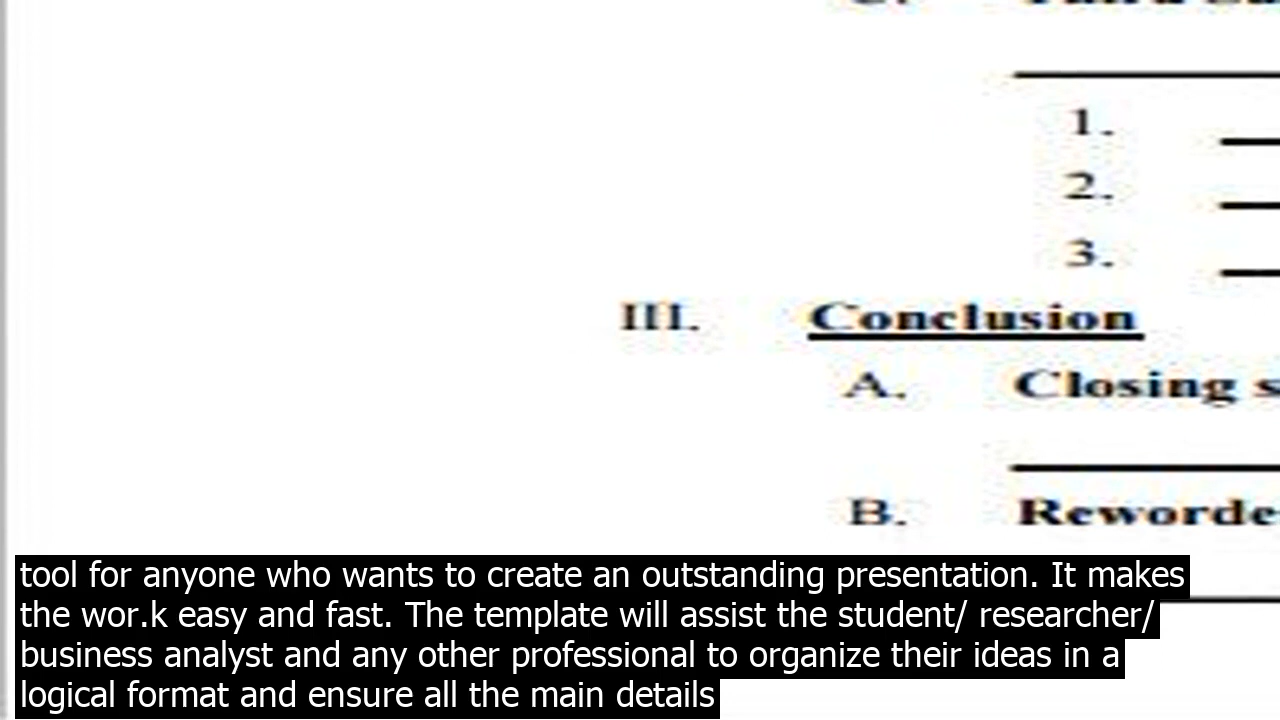 1.
2.
3.
III. Conclusion
A. Closing
B. Reworde
tool for anyone who wants to create an outstanding presentation. It makes
the wor.k easy and fast. The template will assist the student/ researcher/
business analyst and any other professional to organize their ideas in a
logical format and ensure all the main details